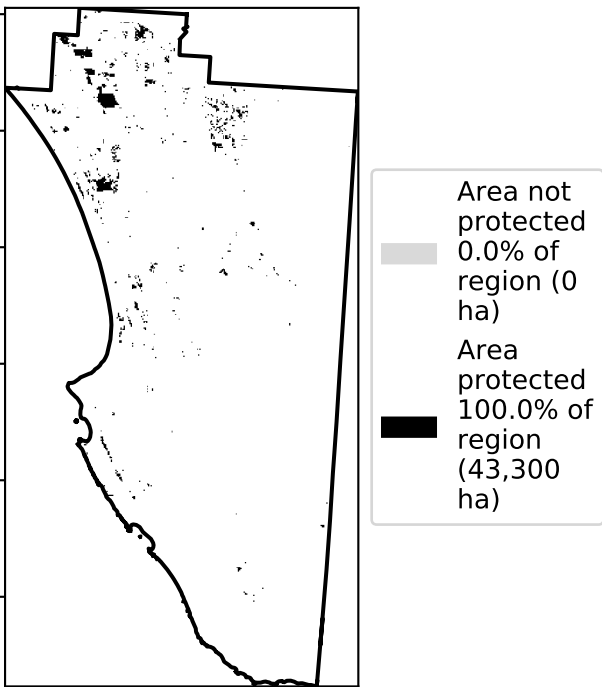 Area not
protected
0.0% of
region (0
ha)
Area
protected
100.0% of
region
(43,300
ha)